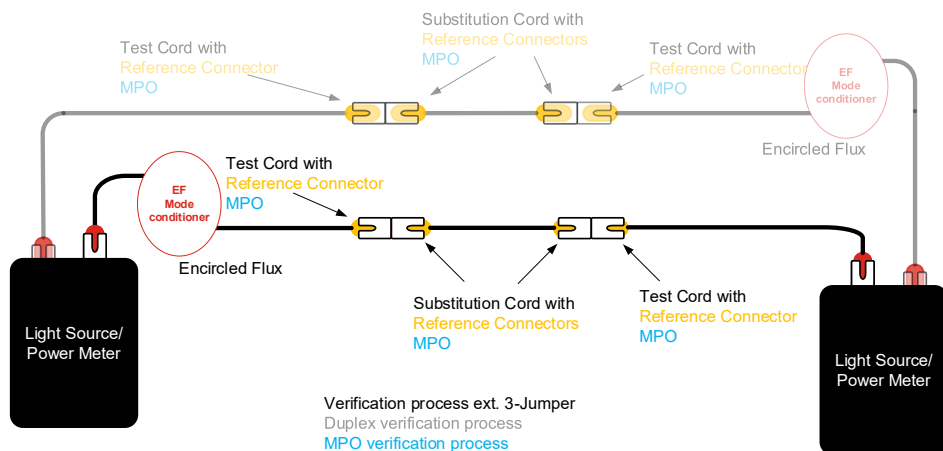 Substitution Cord with
Reference Connectors
MPO
Test Cord with
Reference Connector
MPO
Test Cord with
Reference Connector
MPO
EF
Mode
conditioner
Encircled Flux
Test Cord with
Reference Connector
MPO
EF
Mode
conditioner
Encircled Flux
Substitution Cord with
Reference Connectors
MPO
Test Cord with
Reference Connector
MPO
Light Source/
Power Meter
Light Source/
Power Meter
Verification process ext. 3-Jumper
Duplex verification process
MPO verification process